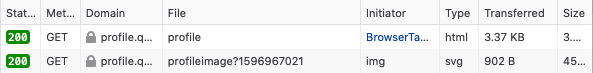 Stat... Met... Domain File Initiator Type Transferred Size
200 GET profile.q... profile BrowserTa... html 3.37 KB 3....
200 GET profile.q... profileimage?1596967021 img svg 902 B 45...